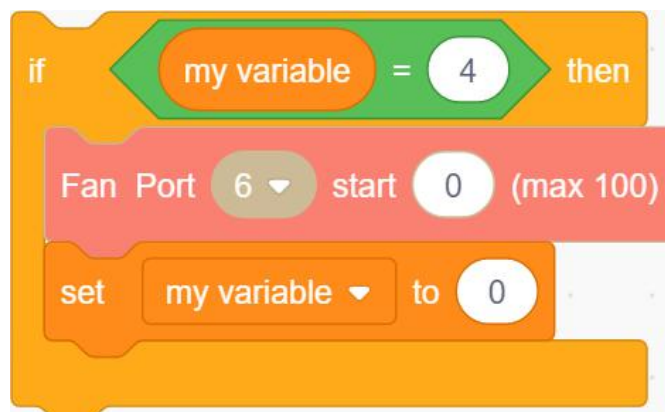 if my variable = 4 then
Fan Port 6 start 0 (max 100)
set my variable to 0